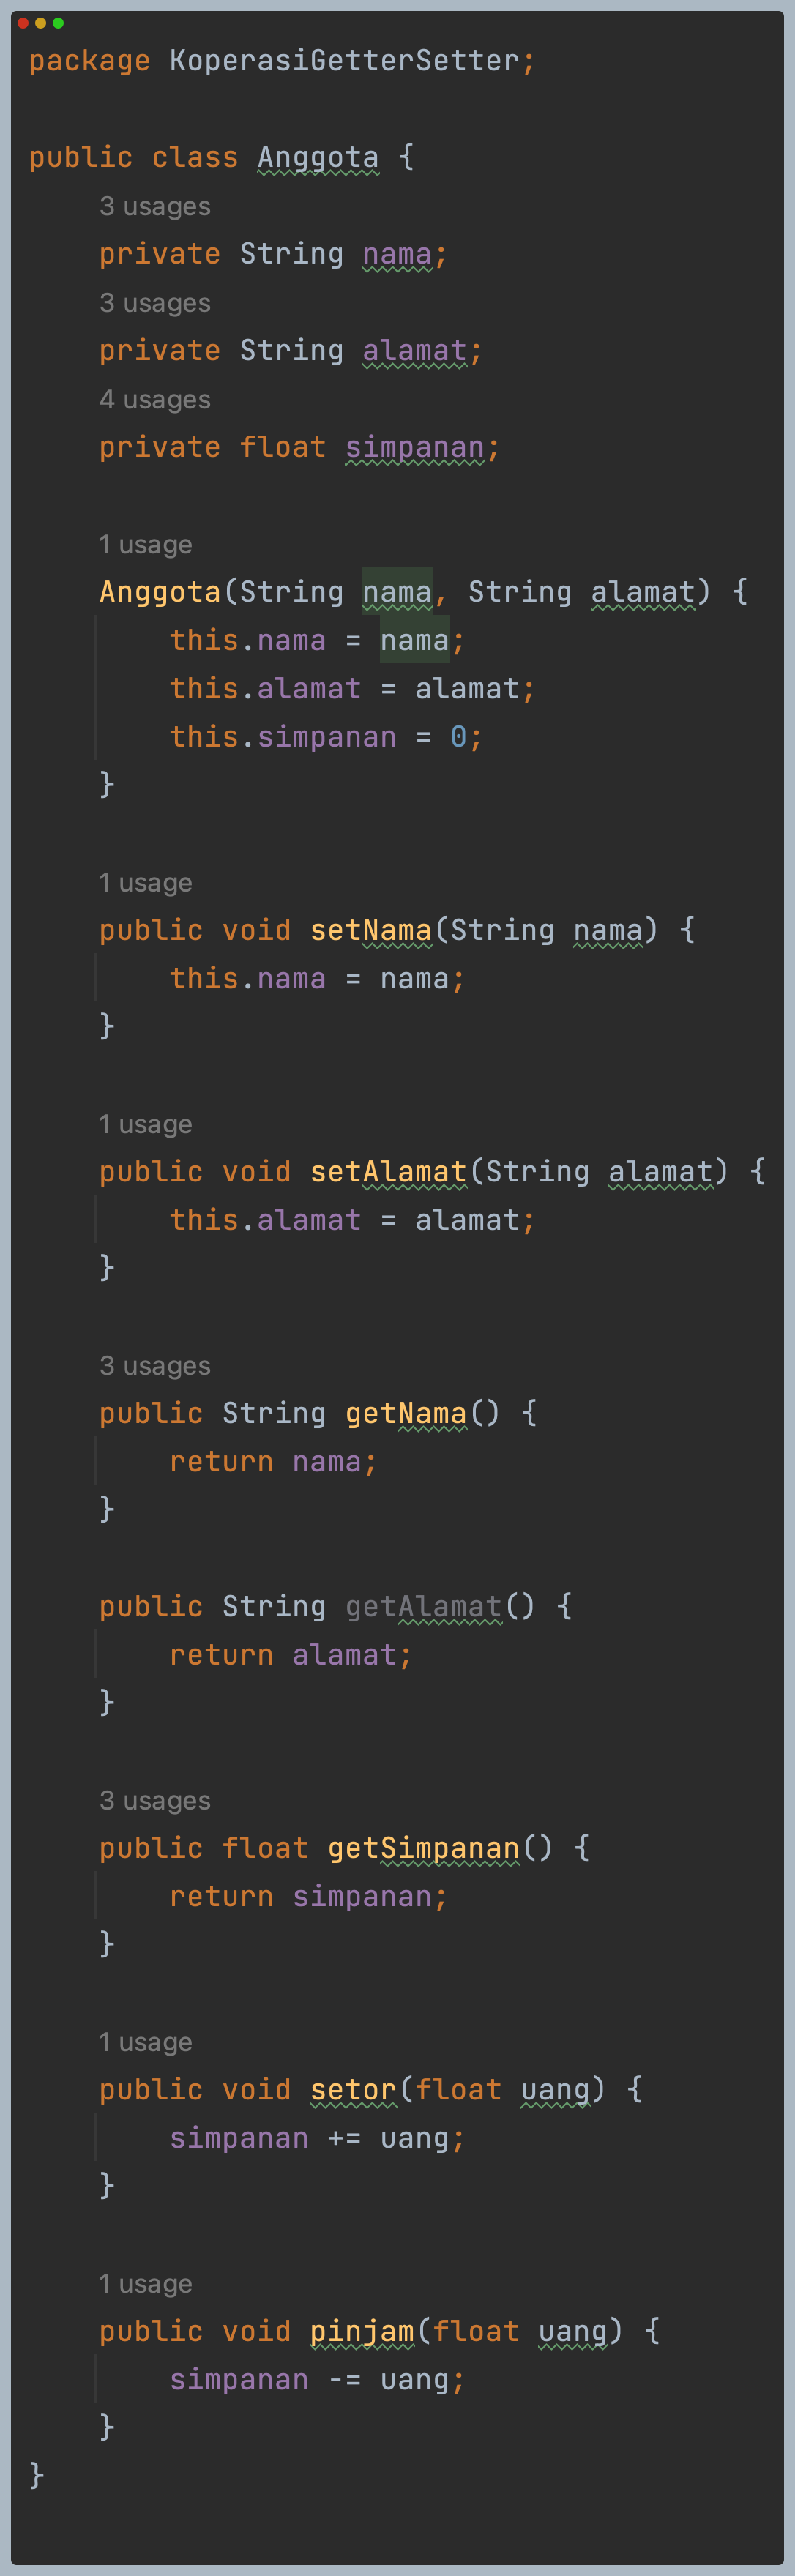 package KoperasiGetterSetter;
public class Anggota {
3 usages
private String nama;
3 usages
private String alamat;
4 usages
private float simpanan;
1 usage
Anggota(String nama, String alamat) {
this.nama = nama;
this.alamat = alamat;
this.simpanan = 0;
}
1 usage
public void setNama(String nama) {
this.nama = nama;
}
1 usage
public void setAlamat(String alamat) {
this.alamat = alamat;
}
3 usages
public String getNama() {
return nama;
}
public String getAlamat() {
return alamat;
}
3 usages
public float getSimpanan() {
return simpanan;
}
1 usage
public void setor(float uang) {
simpanan += uang;
}
1 usage
public void pinjam(float uang) {
simpanan -= uang;
}
}